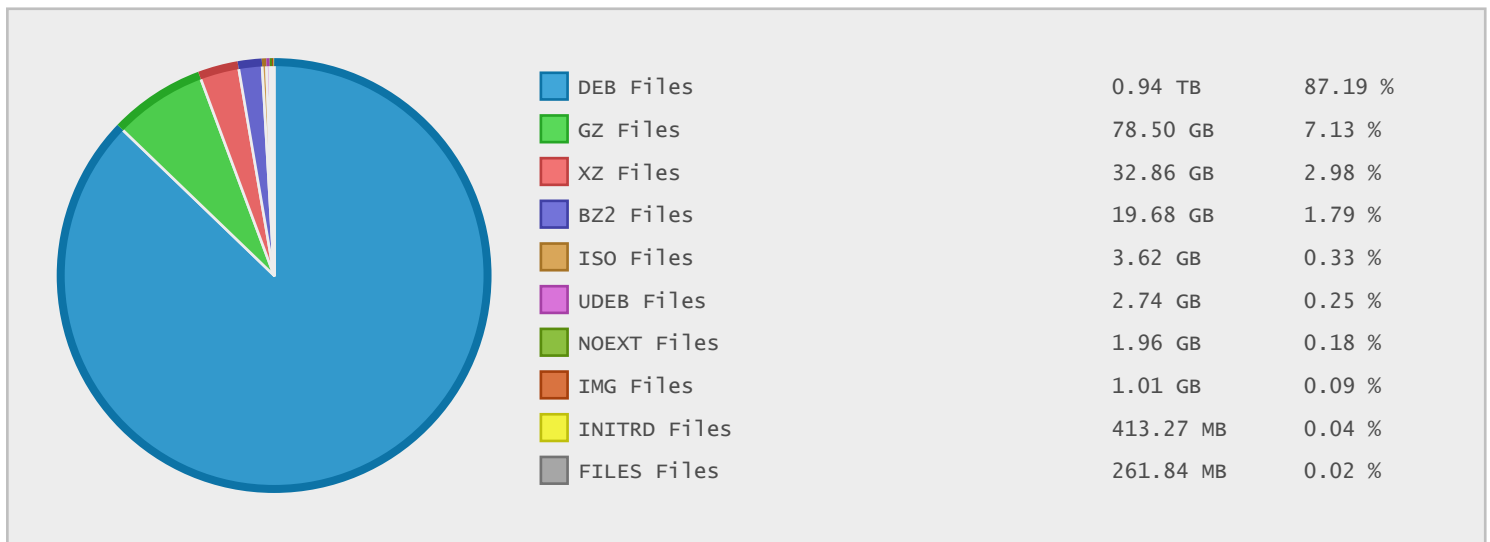 DEB Files 0.94 TB 87.19 %
GZ Files 78.50 GB 7.13 %
XZ Files 32.86 GB 2.98 %
BZ2 Files 19.68 GB 1.79 %
ISO Files 3.62 GB 0.33 %
UDEB Files 2.74 GB 0.25 %
NOEXT Files 1.96 GB 0.18 %
IMG Files 1.01 GB 0.09 %
INITRD Files 413.27 MB 0.04 %
FILES Files 261.84 MB 0.02 %